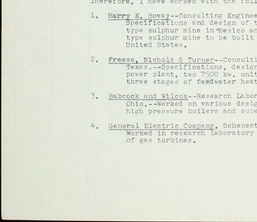 Therefore, I have worked with the foll
1. Harry E. Bovay--Consulting Enginee
Specifications and design of t
type sulphur mine in Mexico an
type sulphur mine to be built
United States.
2. Freese, Nichols & Turner--Consulti
Texas.--Specifications, design
power plant, two 7500 kw. unit
three stages of feedwater heat
3. Babcock and Wilcox--Research Labor
Ohio.--Worked on various desig
high pressure boilers and supe
4. General Electric Company, Schenect
Worked in research laboratory
of gas turbines.